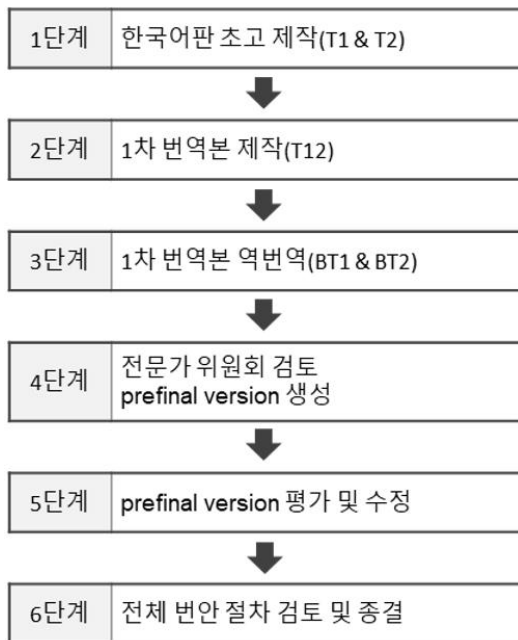 1단계 한국어판 초고 제작(T1 & T2)
2단계 1차 번역본 제작(T12)
3단계 1차 번역본 역번역(BT1 & BT2)
4단계 전문가 위원회 검토
prefinal version 생성
5단계 prefinal version 평가 및 수정
6단계 전체 번안 절차 검토 및 종결